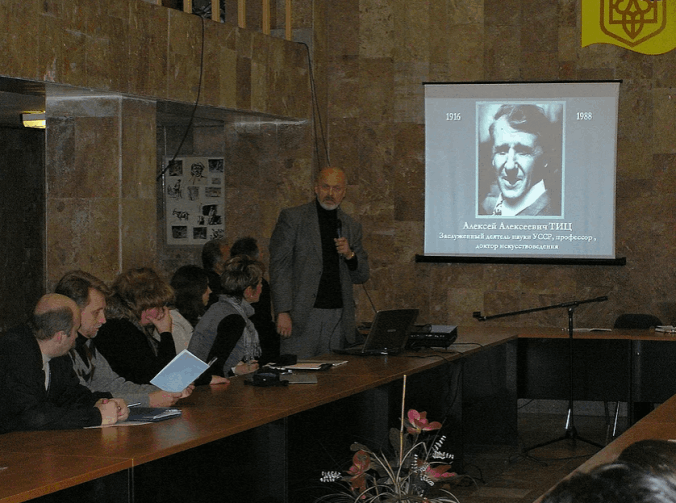 1916 1988
Алексей Алексеевич ТИЦ
Заслуженный деятель науки УССР, профессор,
доктор искусствоведения